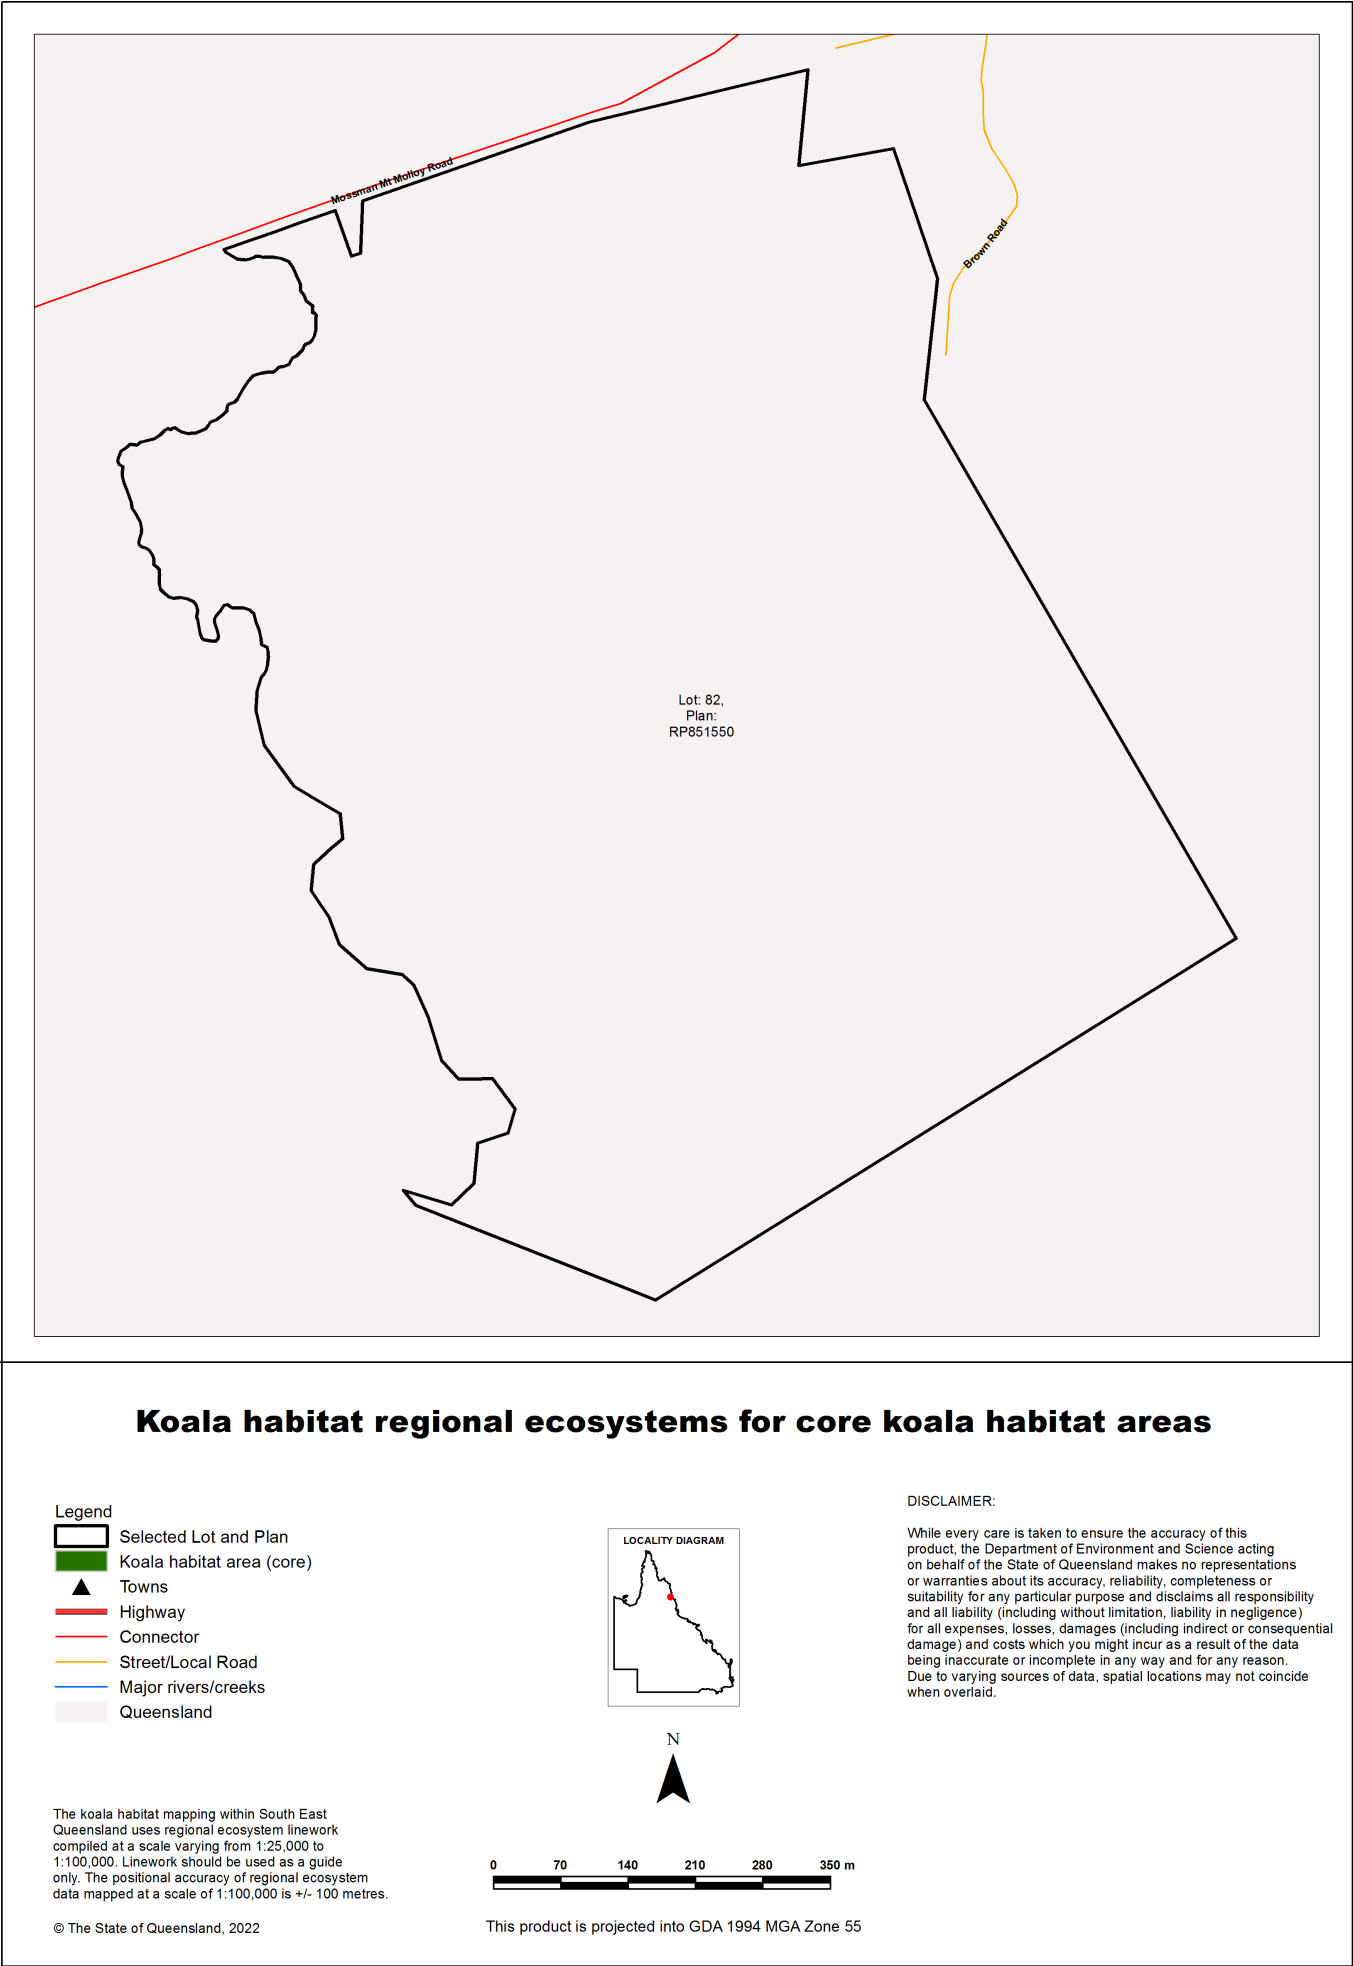 Mossman Mt Molloy Road
Brown Road
Lot: 82,
Plan:
RP851550
Koala habitat regional ecosystems for core koala habitat areas
Legend
Selected Lot and Plan
Koala habitat area (core)
Towns
Highway
Connector
Street/Local Road
Major rivers/creeks
Queensland
The koala habitat mapping within South East
Queensland uses regional ecosystem linework
compiled at a scale varying from 1:25,000 to
1:100,000. Linework should be used as a guide
only. The positional accuracy of regional ecosystem
data mapped at a scale of 1:100,000 is +/- 100 metres.
© The State of Queensland, 2022
LOCALITY DIAGRAM
N
0 70 140 210 280 350 m
This product is projected into GDA 1994 MGA Zone 55
DISCLAIMER:
While every care is taken to ensure the accuracy of this
product, the Department of Environment and Science acting
on behalf of the State of Queensland makes no representations
or warranties about its accuracy, reliability, completeness or
suitability for any particular purpose and disclaims all responsibility
and all liability (including without limitation, liability in negligence)
for all expenses, losses, damages (including indirect or consequential
damage) and costs which you might incur as a result of the data
being inaccurate or incomplete in any way and for any reason.
Due to varying sources of data, spatial locations may not coincide
when overlaid.